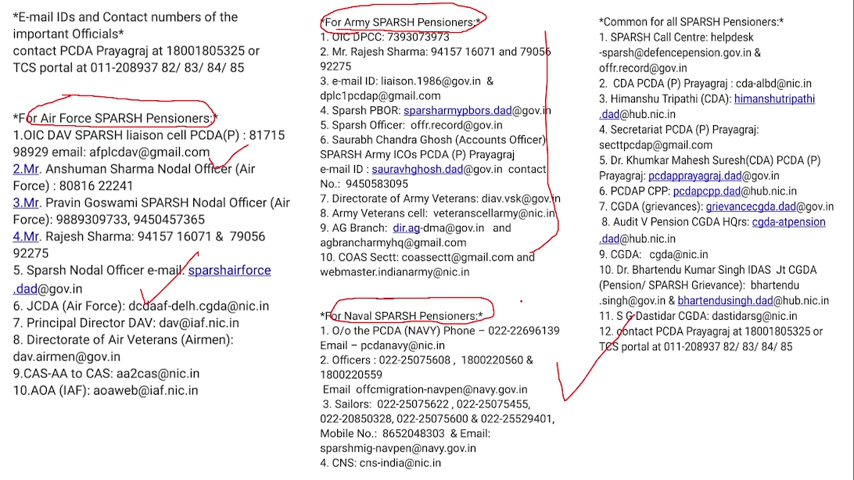 *E-mail IDs and Contact numbers of the
important Officials*
contact PCDA Prayagraj at 18001805325 or
TCS portal at 011-208937 82/ 83/ 84/ 85
*For Air Force SPARSH Pensioners:*
1.OIC DAV SPARSH liaison cell PCDA(P) : 81715
98929 email: afplcdav@gmail.com
2.Mr. Anshuman Sharma Nodal Officer (Air
Force) : 80816 22241
3.Mr. Pravin Goswami SPARSH Nodal Officer (Air
Force): 9889309733, 9450457365
4.Mr. Rajesh Sharma: 94157 16071 & 79056
92275
5. Sparsh Nodal Officer e-mail: sparshairforce
.dad@gov.in
6. JCDA (Air Force): dcdaaf-delh.cgda@nic.in
7. Principal Director DAV: dav@iaf.nic.in
8. Directorate of Air Veterans (Airmen):
dav.airmen@gov.in
9.CAS-AA to CAS: aa2cas@nic.in
10.AOA (IAF): aoaweb@iaf.nic.in
*For Army SPARSH Pensioners:*
1. OIC DPCC: 7393073973
2. Mr. Rajesh Sharma: 94157 16071 and 79056
92275
3. e-mail ID: liaison.1986@gov.in &
dplc1pcdap@gmail.com
4. Sparsh PBOR: sparsharmypbors.dad@gov.in
5. Sparsh Officer: offr.record@gov.in
6. Saurabh Chandra Ghosh (Accounts Officer)
SPARSH Army ICOs PCDA (P) Prayagraj
e-mail ID : sauravhghosh.dad@gov.in contact
No.: 9450583095
7. Directorate of Army Veterans: diav.vsk@gov.in
8. Army Veterans cell: veteranscellarmy@nic.in
9. AG Branch: dir.ag-dma@gov.in and
agbrancharmyhq@gmail.com
10. COAS Sectt: coassectt@gmail.com and
webmaster.indianarmy@nic.in
*For Naval SPARSH Pensioners:*
1. O/o the PCDA (NAVY) Phone – 022-22696139
Email – pcdanavy@nic.in
2. Officers : 022-25075608 , 1800220560 &
1800220559
Email offcmigration-navpen@navy.gov.in
3. Sailors: 022-25075622 , 022-25075455,
022-20850328, 022-25075600 & 022-25529401,
Mobile No.: 8652048303 & Email:
sparshmig-navpen@navy.gov.in
4. CNS: cns-india@nic.in
*Common for all SPARSH Pensioners:*
1. SPARSH Call Centre: helpdesk
-sparsh@defencepension.gov.in &
offr.record@gov.in
2. CDA PCDA (P) Prayagraj : cda-albd@nic.in
3. Himanshu Tripathi (CDA): himanshutripathi
.dad@hub.nic.in
4. Secretariat PCDA (P) Prayagraj:
secttpcdap@gmail.com
5. Dr. Khumkar Mahesh Suresh(CDA) PCDA (P)
Prayagraj: pcdapprayagraj.dad@gov.in
6. PCDAP CPP: pcdapcpp.dad@hub.nic.in
7. CGDA (grievances): grievancecgda.dad@gov.in
8. Audit V Pension CGDA HQrs: cgda-atpension
.dad@hub.nic.in
9. CGDA: cgda@nic.in
10. Dr. Bhartendu Kumar Singh IDAS Jt CGDA
(Pension/ SPARSH Grievance): bhartendu
.singh@gov.in & bhartendusingh.dad@hub.nic.in
11. S G Dastidar CGDA: dastidarsg@nic.in
12. contact PCDA Prayagraj at 18001805325 or
TCS portal at 011-208937 82/ 83/ 84/ 85